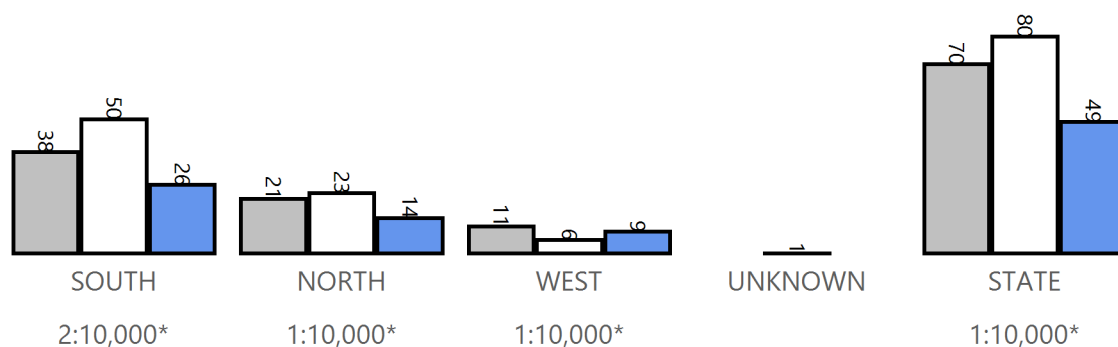 38 50 26 21 23 14 11 6 9 1 70 80 49
SOUTH NORTH WEST UNKNOWN STATE
2:10,000* 1:10,000* 1:10,000* 1:10,000*